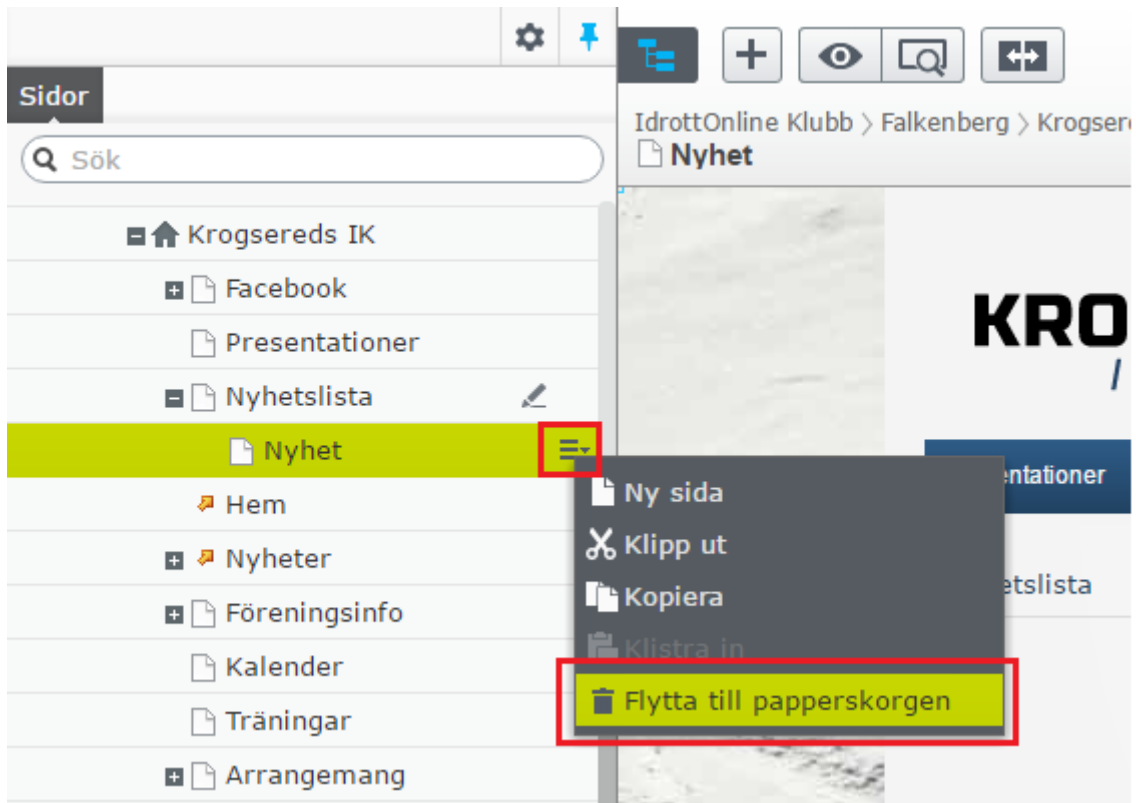 Sidor
Sök
Krogsereds IK
Facebook
Presentationer
Nyhetslista
Nyhet
Hem
Nyheter
Föreningsinfo
Kalender
Träningar
Arrangemang
IdrottOnline Klubb > Falkenberg > Krogser
Nyhet
KRO
/
entationer
etslista
Ny sida
Klipp ut
Kopiera
Klistra in
Flytta till papperskorgen